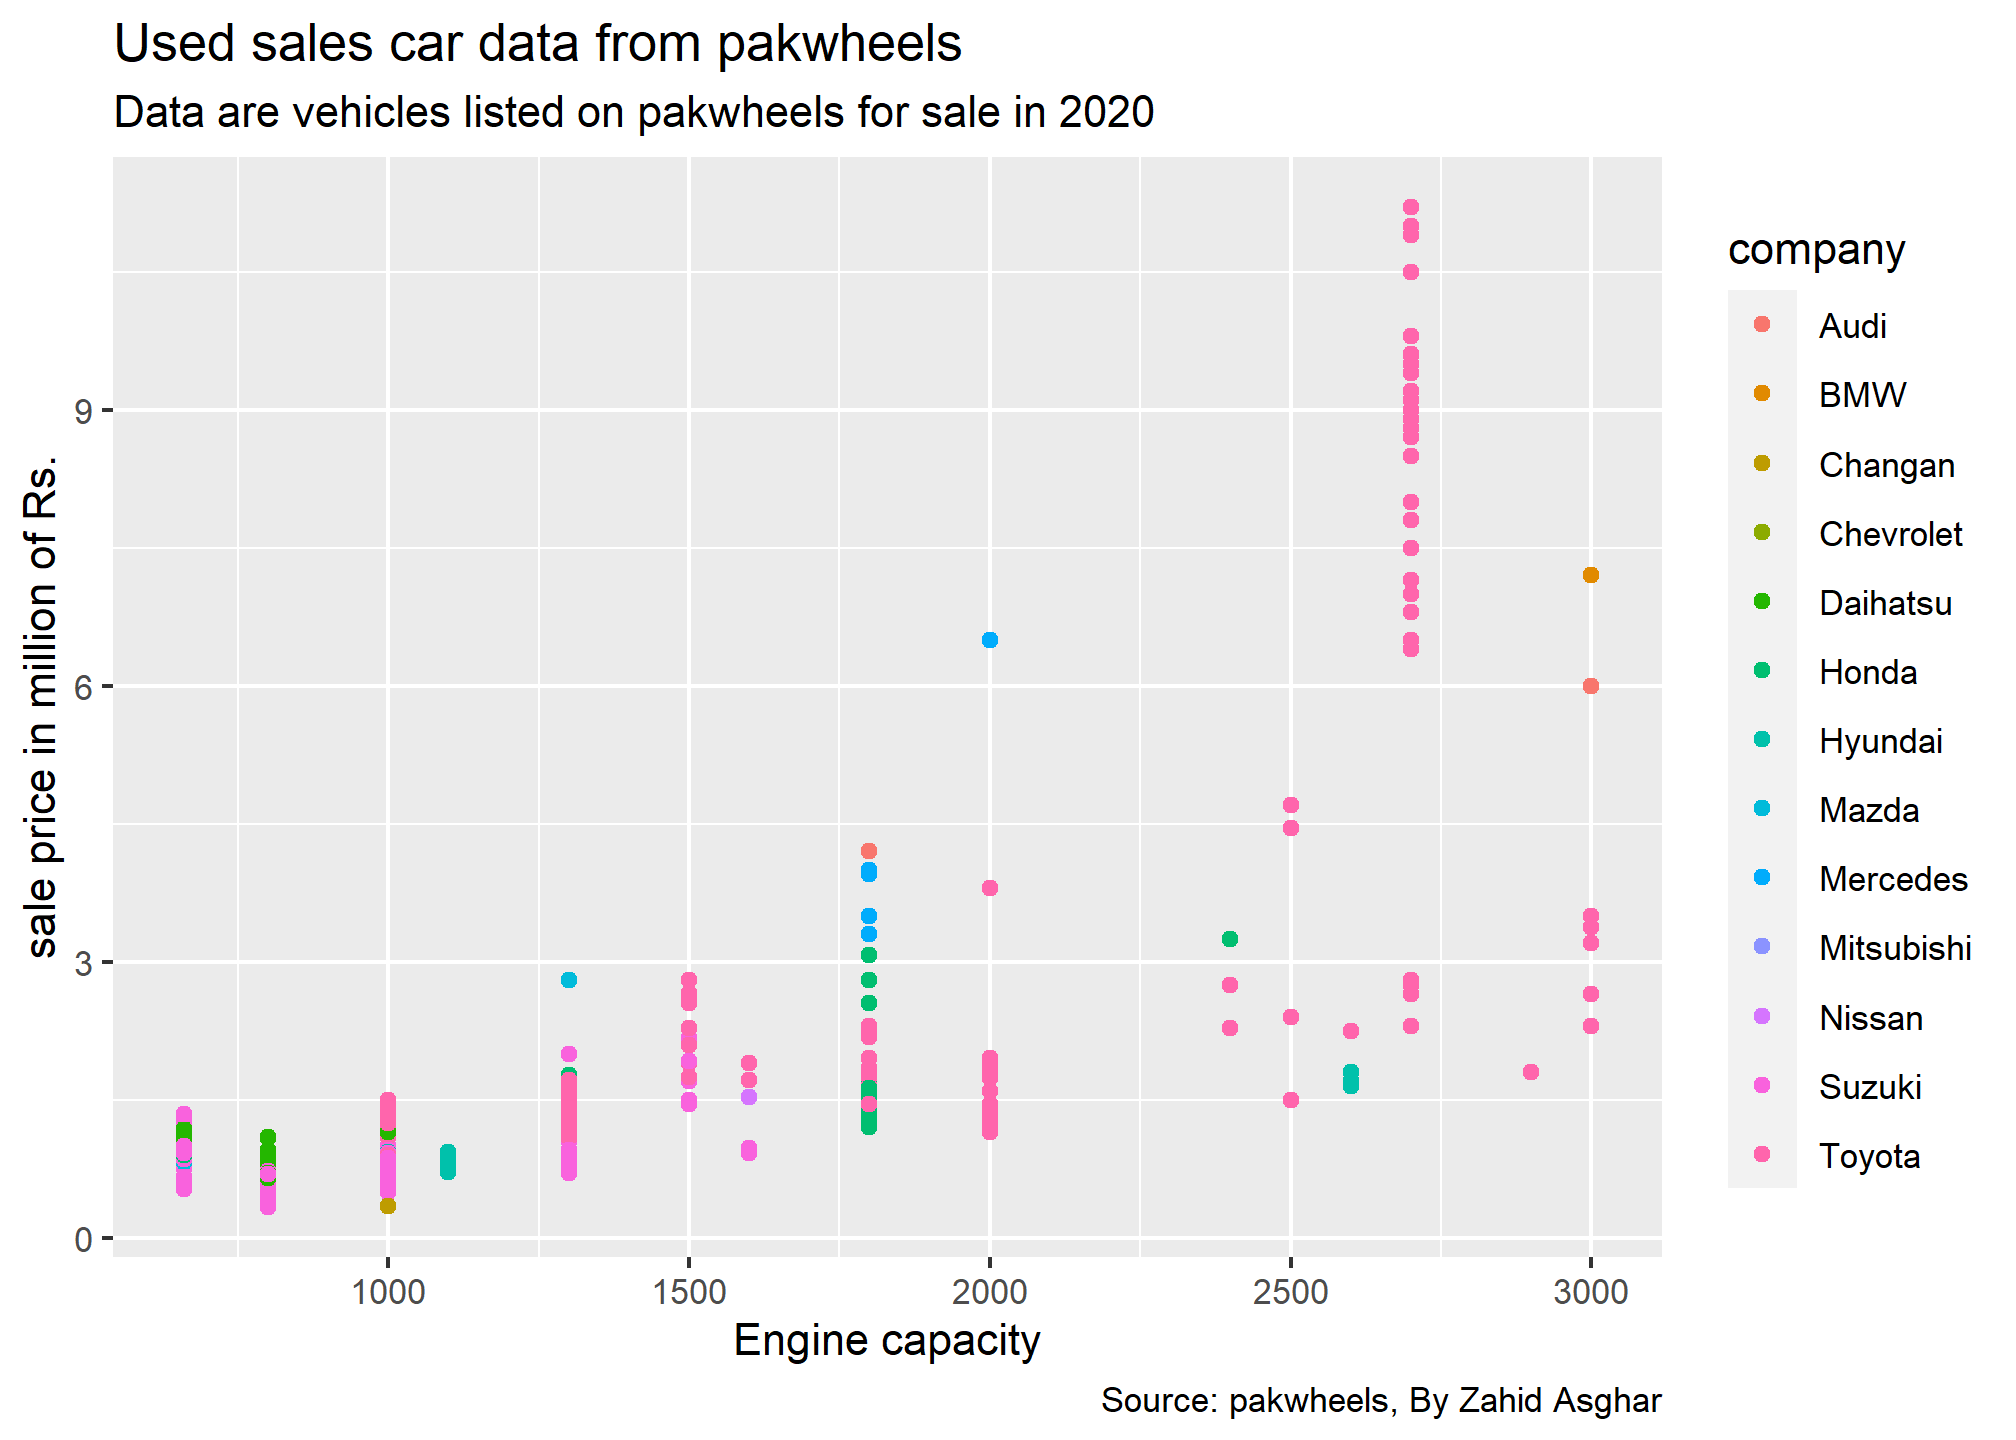 Used sales car data from pakwheels
Data are vehicles listed on pakwheels for sale in 2020
sale price in million of Rs.
9
6
3
0
1000
1500
2000
2500
3000
Engine capacity
company
Audi
BMW
Changan
Chevrolet
Daihatsu
Honda
Hyundai
Mazda
Mercedes
Mitsubishi
Nissan
Suzuki
Toyota
Source: pakwheels, By Zahid Asghar